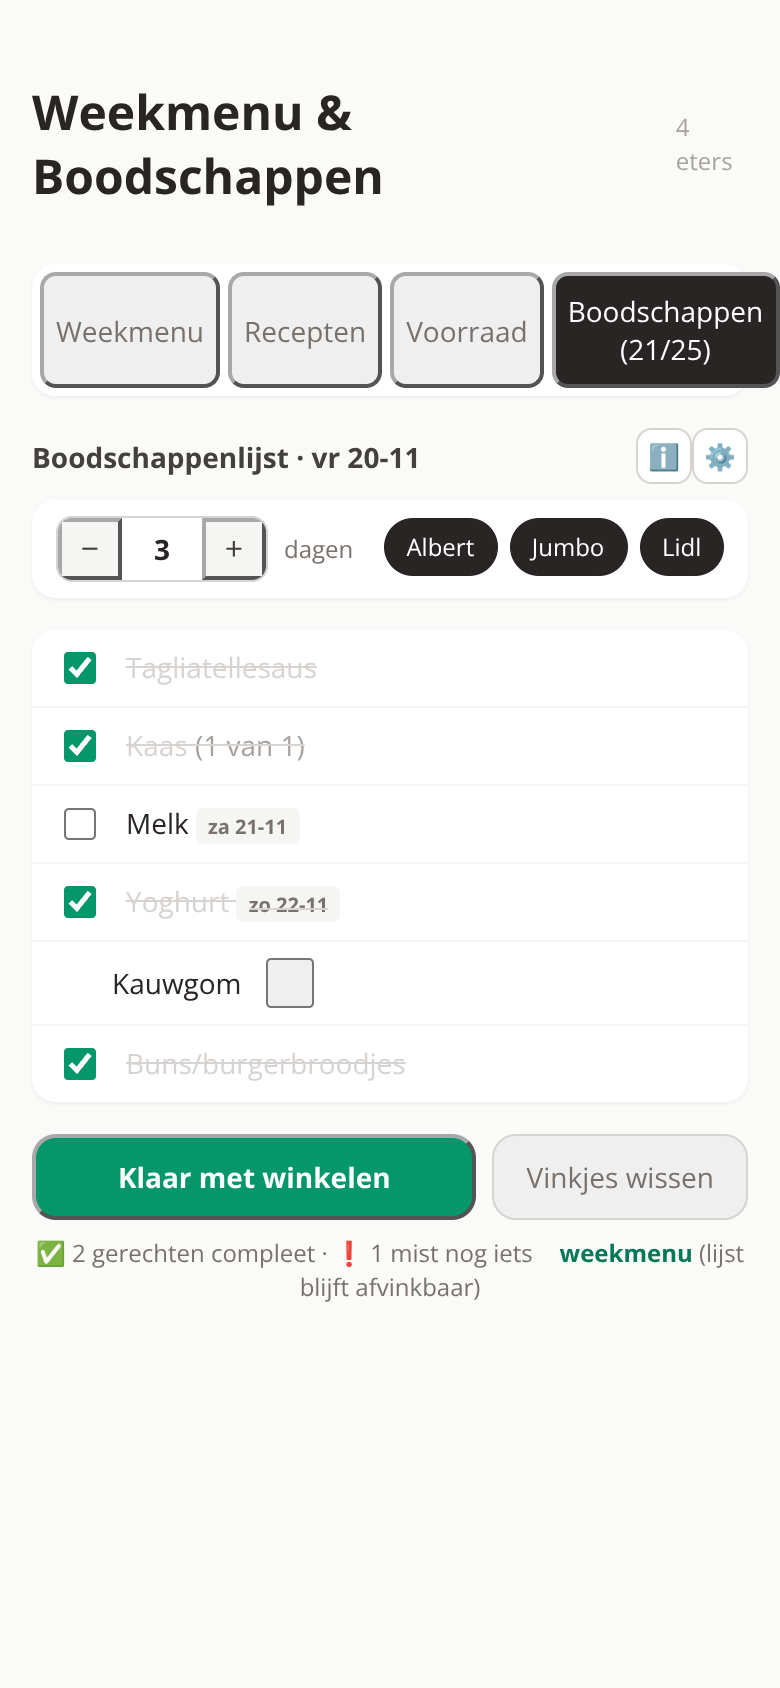 Weekmenu &
Boodschappen
4
eters
Weekmenu
Recepten
Voorraad
Boodschappen
(21/25)
Boodschappenlijst · vr 20-11
− 3 + dagen Albert Jumbo Lidl
Tagliatellesaus
Kaas (1 van 1)
Melk za 21-11
Yoghurt zo 22-11
Kauwgom
Buns/burgerbroodjes
Klaar met winkelen
Vinkjes wissen
✅ 2 gerechten compleet · ❗ 1 mist nog iets weekmenu (lijst
blijft afvinkbaar)